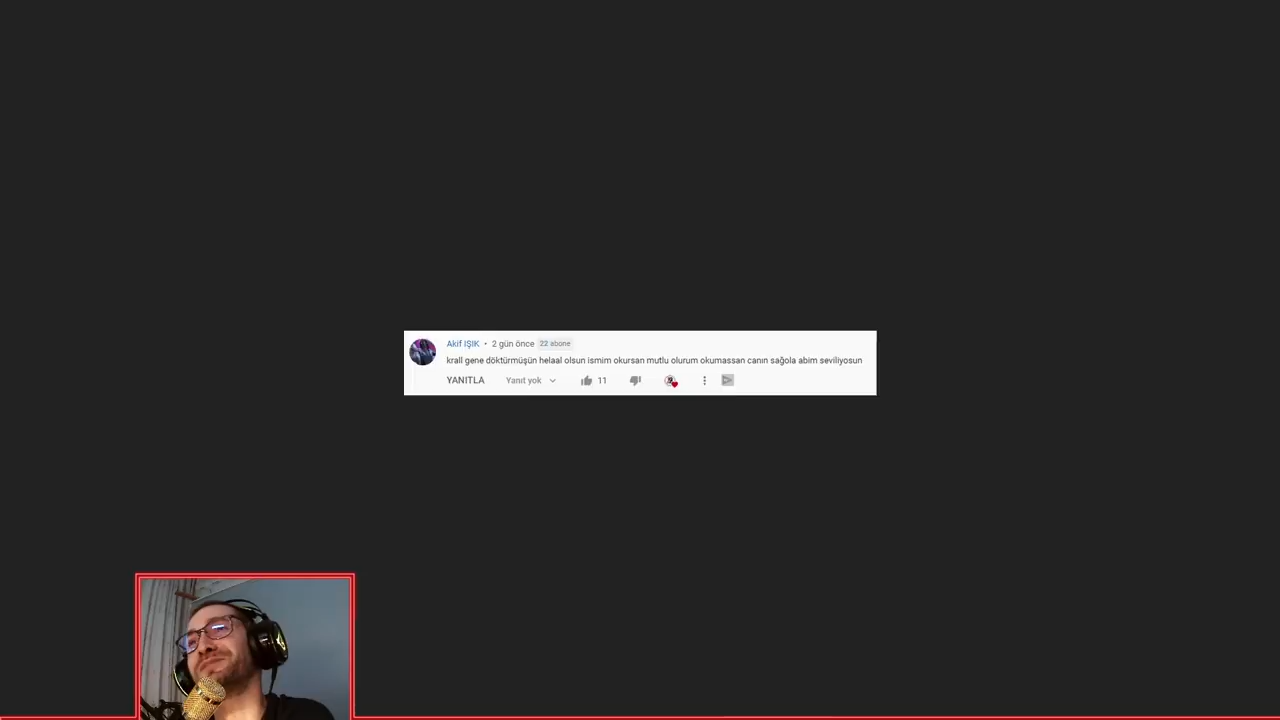 Akif IŞIK • 2 gün önce 22 abone
krall gene döktürmüşün helaal olsun ismim okursan mutlu olurum okumassan canın sağola abim seviliyosun
YANITLA Yanıt yok 11